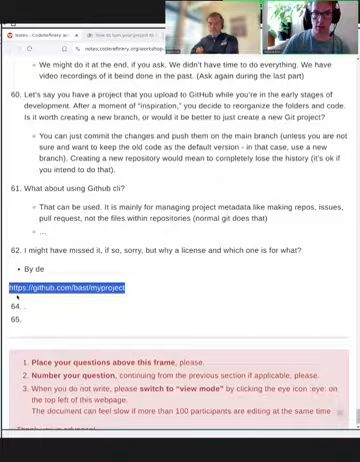 Notes - Coderefinery
How to turn your project to
notes.coderefinery.org/workshop-
We might do it at the end, if you ask. We didn't have time to do everything. We have
video recordings of it beind done in the past. (Ask again during the last part)
60. Let's say you have a project that you upload to GitHub while you're in the early stages of
development. After a moment of "inspiration," you decide to reorganize the folders and code.
Is it worth creating a new branch, or would it be better to just create a new Git project?
You can just commit the changes and push them on the main branch (unless you are not
sure and want to keep the old code as the default version - in that case, use a new
branch). Creating a new repository would mean to completely lose the history (it's ok if
you intend to do that).
61. What about using Github cli?
That can be used. It is mainly for managing project metadata like making repos, issues,
pull request, not the files within repositories (normal git does that)
...
62. I might have missed it, if so, sorry, but why a license and which one is for what?
By de
https://github.com/bast/myproject
64. .
65.
1. Place your questions above this frame, please.
2. Number your question, continuing from the previous section if applicable, please.
3. When you do not write, please switch to "view mode" by clicking the eye icon :eye: on
the top left of this webpage.
The document can feel slow if more than 100 participants are editing at the same time